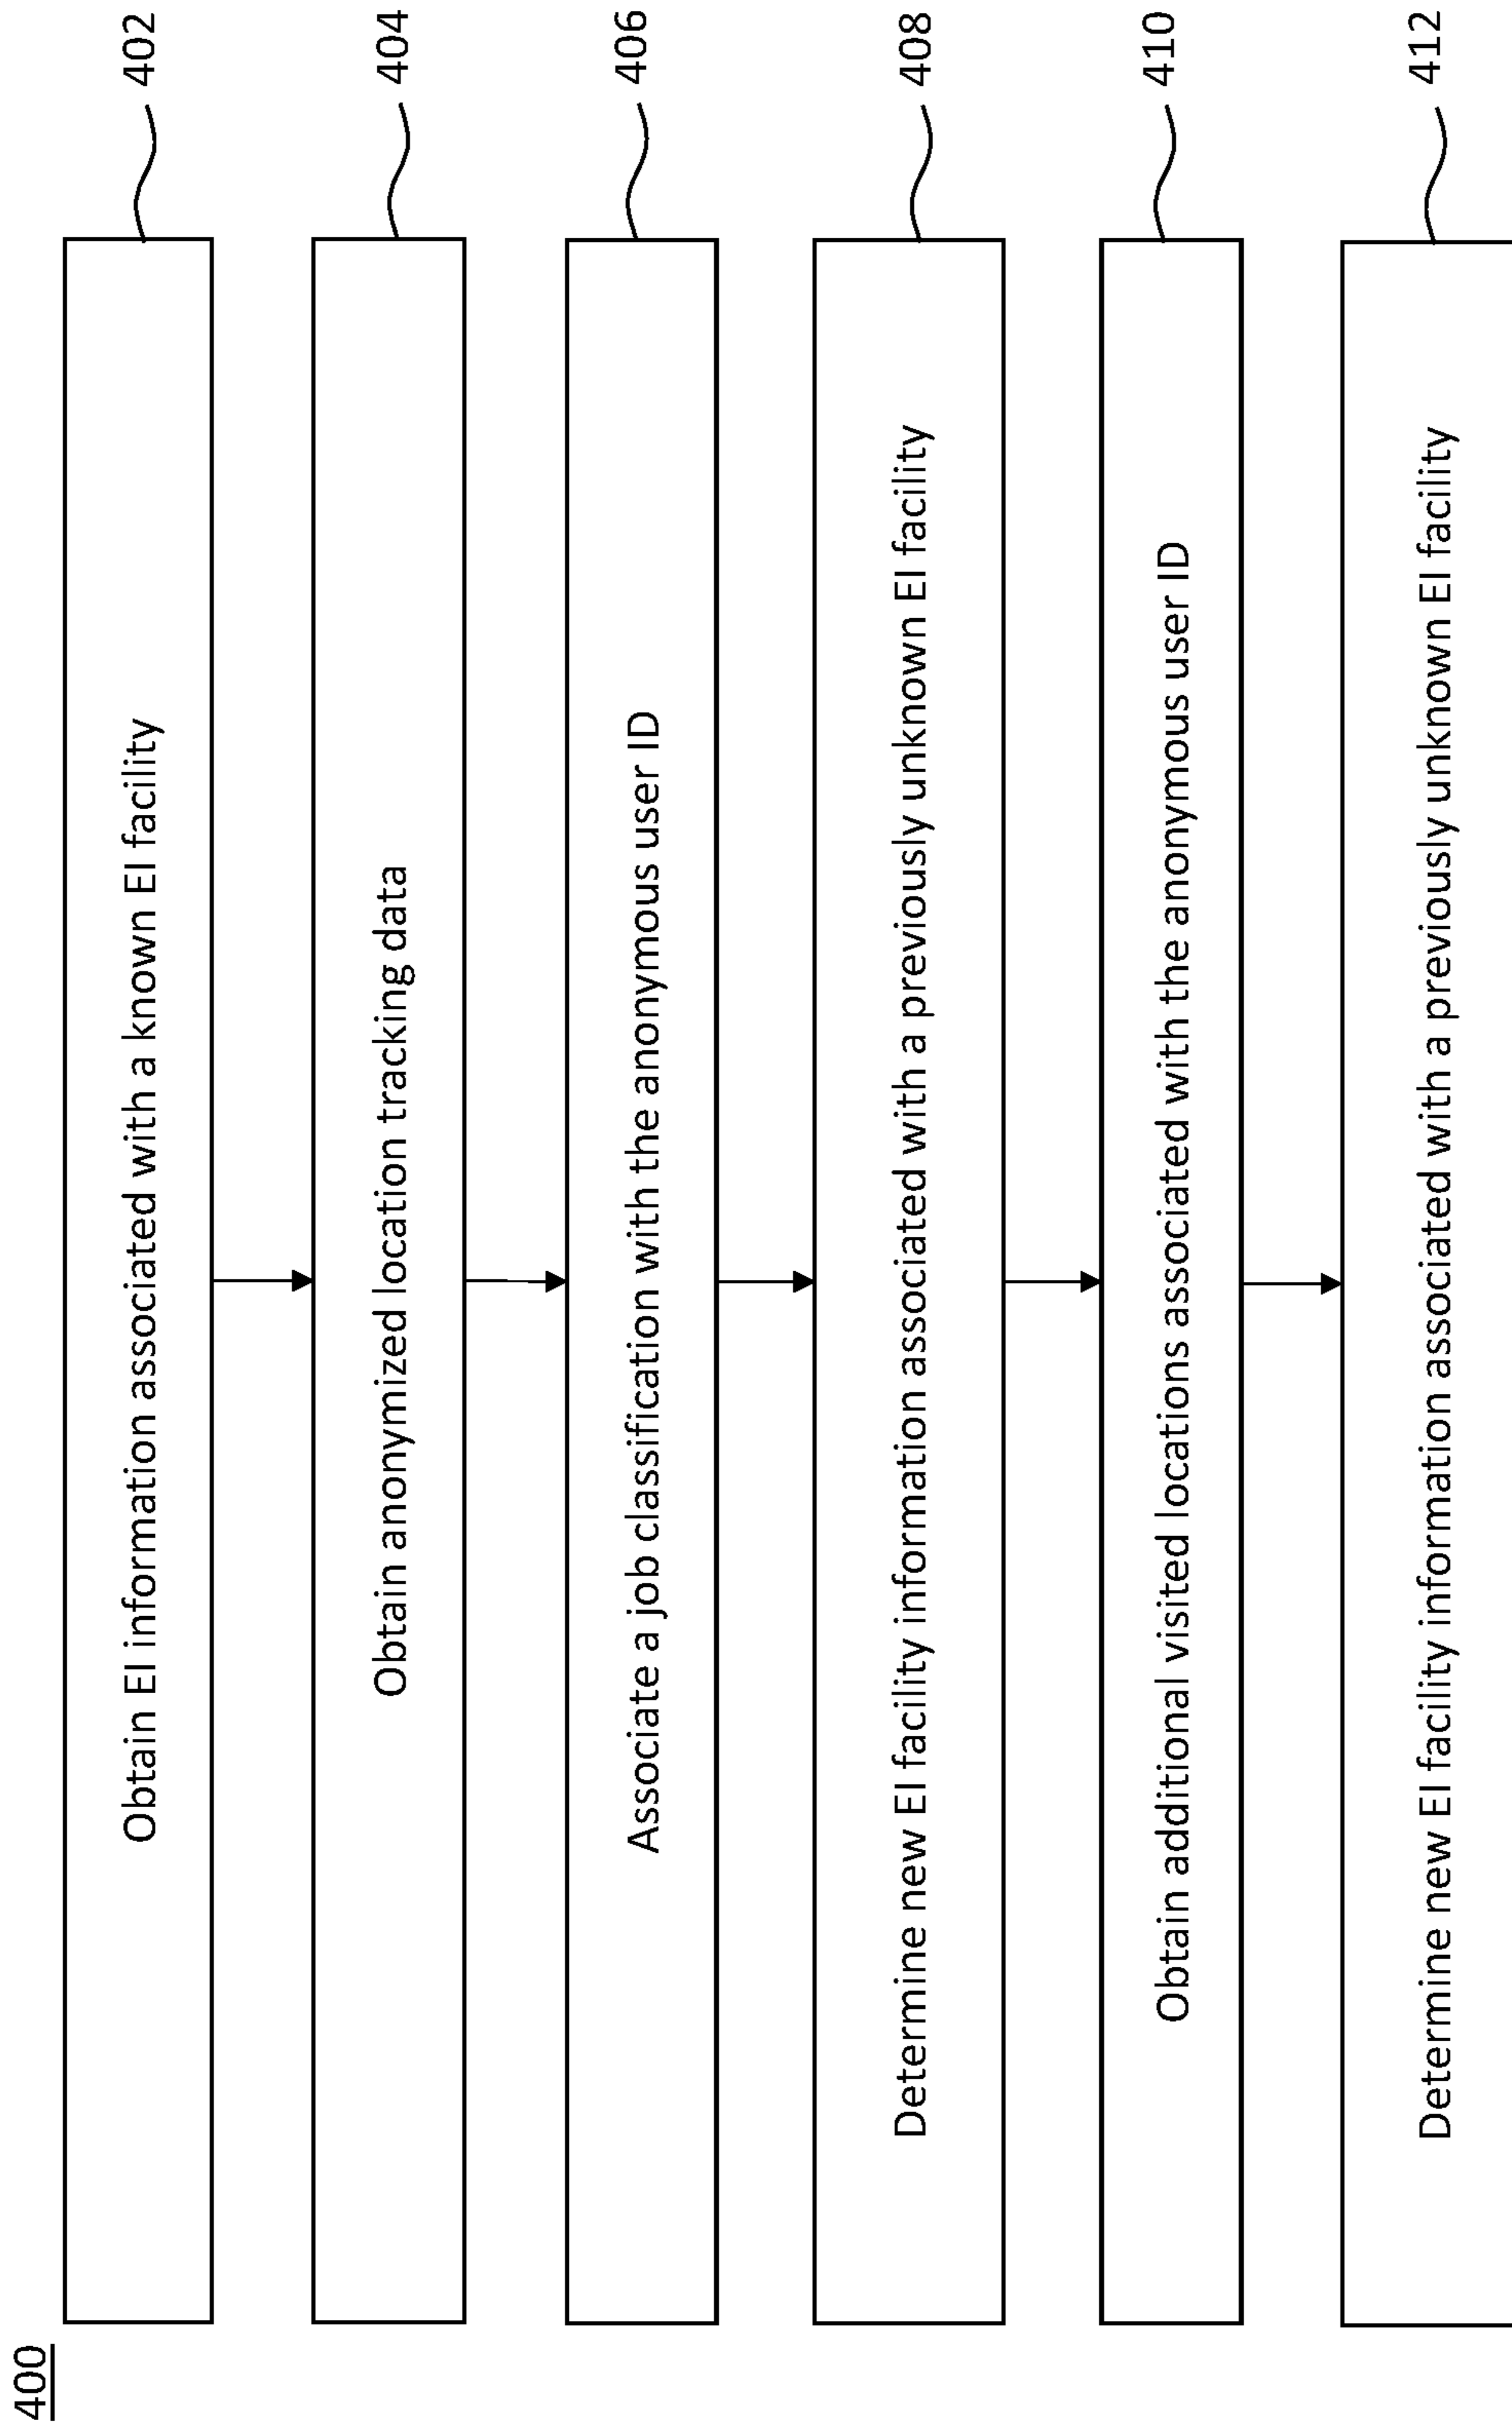 400
Obtain EI information associated with a known EI facility
402
Obtain anonymized location tracking data
404
Associate a job classification with the anonymous user ID
406
Determine new EI facility information associated with a previously unknown EI facility
408
Obtain additional visited locations associated with the anonymous user ID
410
Determine new EI facility information associated with a previously unknown EI facility
412